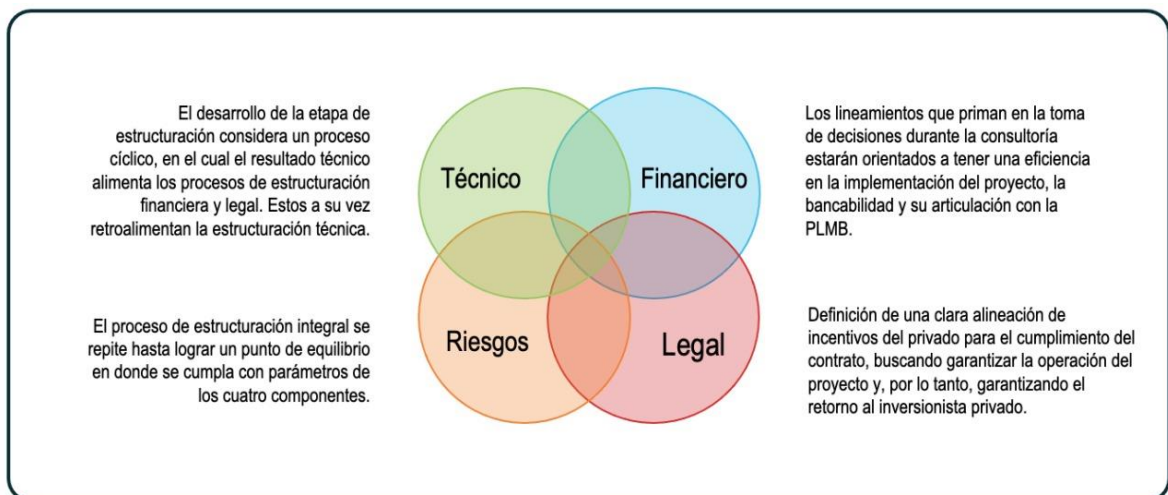 El desarrollo de la etapa de
estructuración considera un proceso
cíclico, en el cual el resultado técnico
alimenta los procesos de estructuración
financiera y legal. Estos a su vez
retroalimentan la estructuración técnica.
El proceso de estructuración integral se
repite hasta lograr un punto de equilibrio
en donde se cumpla con parámetros de
los cuatro componentes.
Técnico
Financiero
Riesgos
Legal
Los lineamientos que priman en la toma
de decisiones durante la consultoría
estarán orientados a tener una eficiencia
en la implementación del proyecto, la
bancabilidad y su articulación con la
PLMB.
Definición de una clara alineación de
incentivos del privado para el cumplimiento del
contrato, buscando garantizar la operación del
proyecto y, por lo tanto, garantizando el
retorno al inversionista privado.